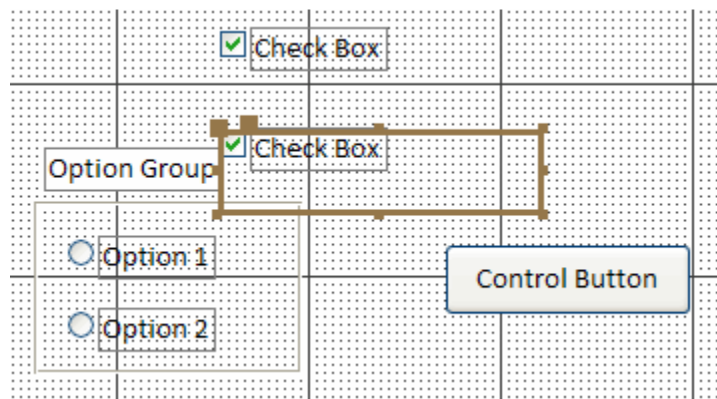 Check Box
Check Box
Option Group
Option 1
Control Button
Option 2